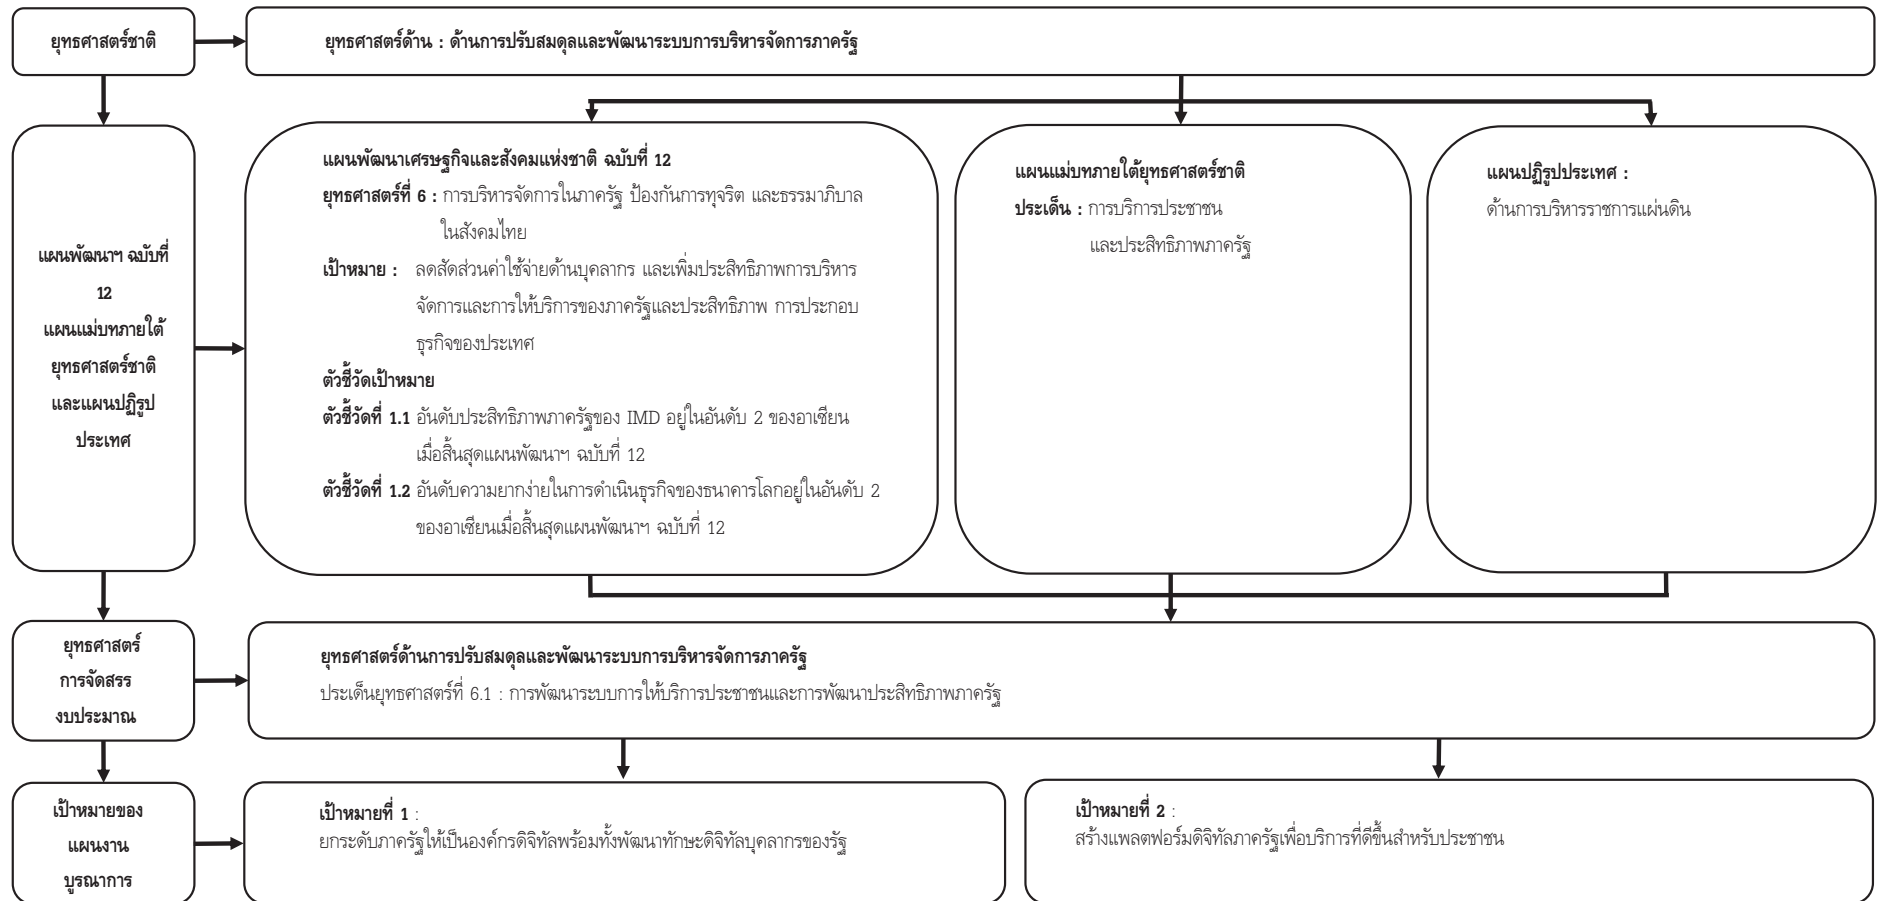 ยุทธศาสตร์ชาติ
ยุทธศาสตร์ด้าน : ด้านการปรับสมดุลและพัฒนาระบบการบริหารจัดการภาครัฐ
แผนพัฒนาฯ ฉบับที่
12
แผนแม่บทภายใต้
ยุทธศาสตร์ชาติ
และแผนปฏิรูป
ประเทศ
แผนพัฒนาเศรษฐกิจและสังคมแห่งชาติ ฉบับที่ 12
ยุทธศาสตร์ที่ 6 : การบริหารจัดการในภาครัฐ ป้องกันการทุจริต และธรรมาภิบาล
ในสังคมไทย
เป้าหมาย : ลดสัดส่วนค่าใช้จ่ายด้านบุคลากร และเพิ่มประสิทธิภาพการบริหาร
จัดการและการให้บริการของภาครัฐและประสิทธิภาพ การประกอบ
ธุรกิจของประเทศ
ตัวชี้วัดเป้าหมาย
ตัวชี้วัดที่ 1.1 อันดับประสิทธิภาพภาครัฐของ IMD อยู่ในอันดับ 2 ของอาเซียน
เมื่อสิ้นสุดแผนพัฒนาฯ ฉบับที่ 12
ตัวชี้วัดที่ 1.2 อันดับความยากง่ายในการดำเนินธุรกิจของธนาคารโลกอยู่ในอันดับ 2
ของอาเซียนเมื่อสิ้นสุดแผนพัฒนาฯ ฉบับที่ 12
แผนแม่บทภายใต้ยุทธศาสตร์ชาติ
ประเด็น : การบริการประชาชน
และประสิทธิภาพภาครัฐ
แผนปฏิรูปประเทศ :
ด้านการบริหารราชการแผ่นดิน
ยุทธศาสตร์
การจัดสรร
งบประมาณ
ยุทธศาสตร์ด้านการปรับสมดุลและพัฒนาระบบการบริหารจัดการภาครัฐ
ประเด็นยุทธศาสตร์ที่ 6.1 : การพัฒนาระบบการให้บริการประชาชนและการพัฒนาประสิทธิภาพภาครัฐ
เป้าหมายของ
แผนงาน
บูรณาการ
เป้าหมายที่ 1 :
ยกระดับภาครัฐให้เป็นองค์กรดิจิทัลพร้อมทั้งพัฒนาทักษะดิจิทัลบุคลากรของรัฐ
เป้าหมายที่ 2 :
สร้างแพลตฟอร์มดิจิทัลภาครัฐเพื่อบริการที่ดีขึ้นสำหรับประชาชน